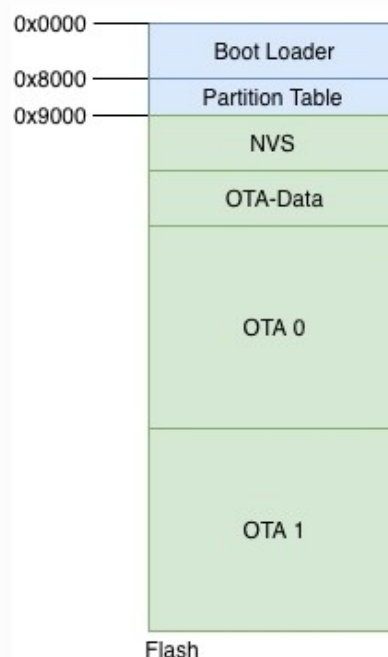 0x0000
Boot Loader
0x8000
Partition Table
0x9000
NVS
OTA-Data
OTA 0
OTA 1
Flash